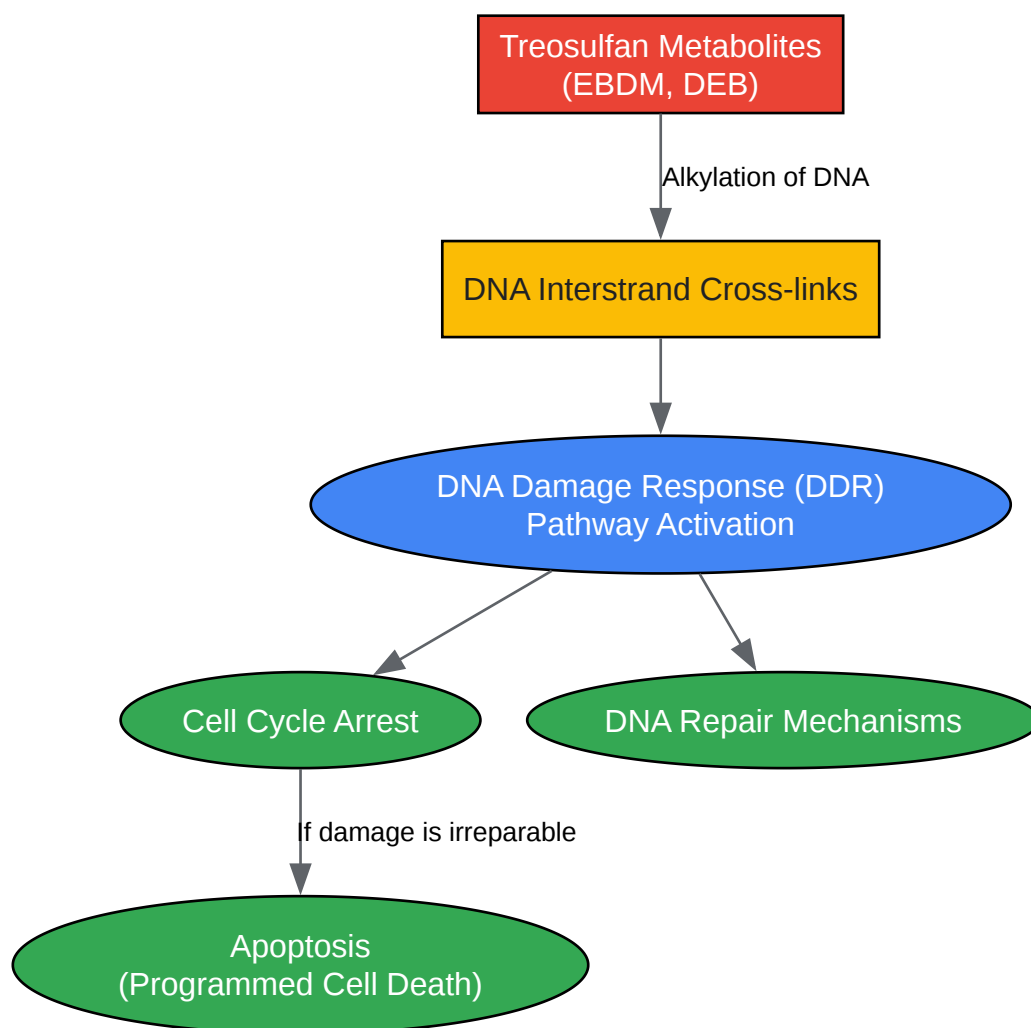 Treosulfan Metabolites
(EBDM, DEB)
Alkylation of DNA
DNA Interstrand Cross-links
DNA Damage Response (DDR)
Pathway Activation
Cell Cycle Arrest
DNA Repair Mechanisms
If damage is irreparable
Apoptosis
(Programmed Cell Death)